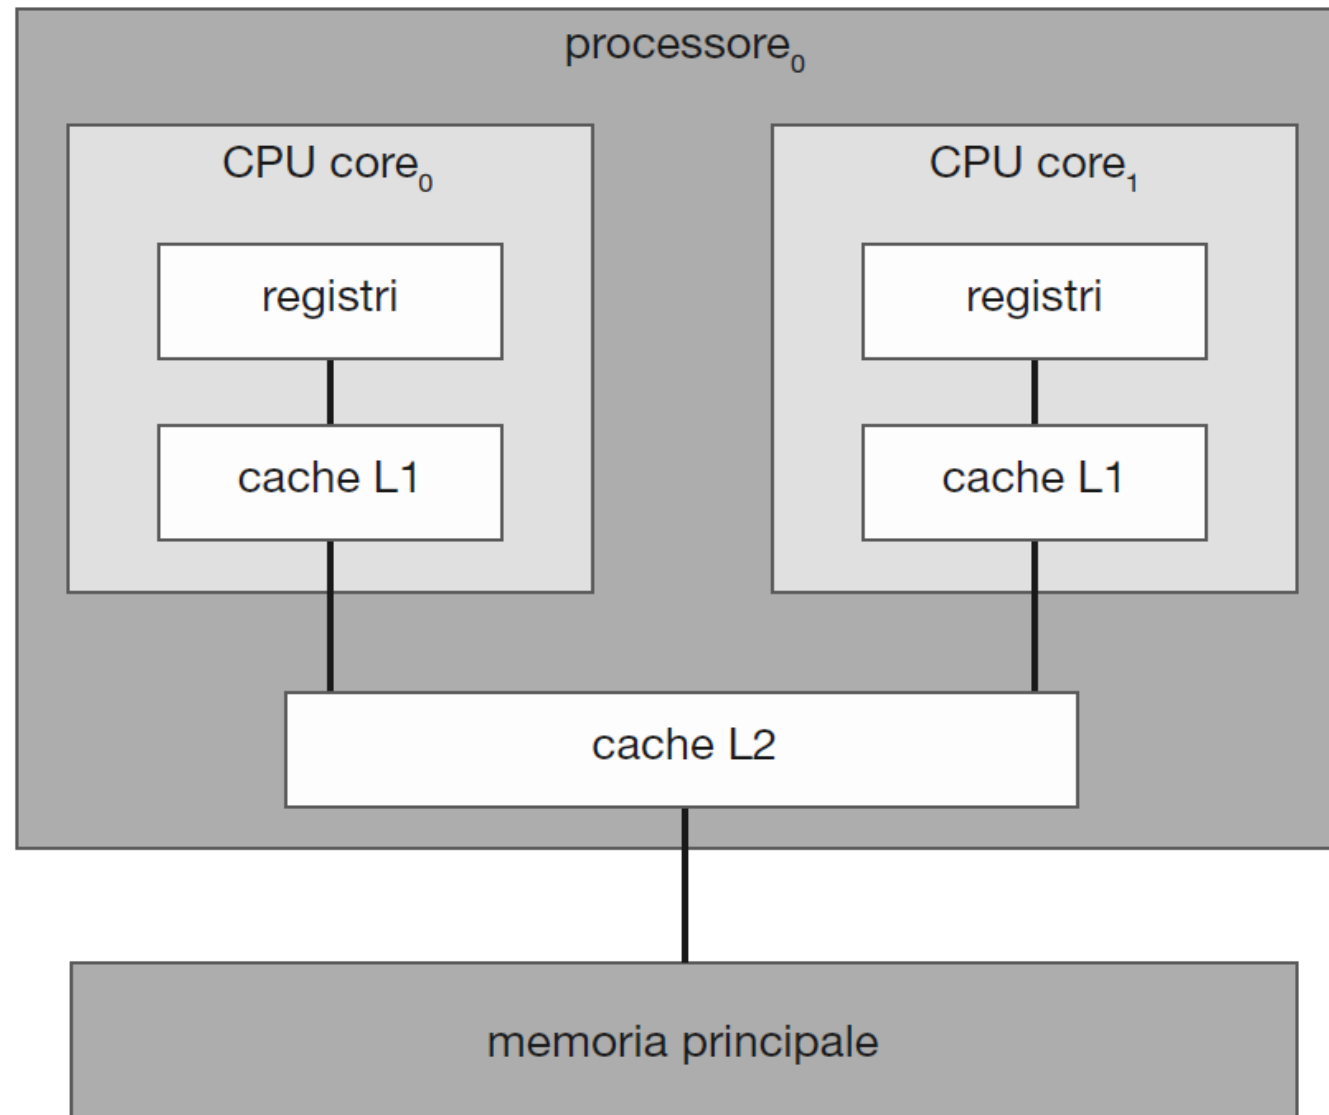 processore₀
CPU core₀
CPU core₁
registri
registri
cache L1
cache L1
cache L2
memoria principale